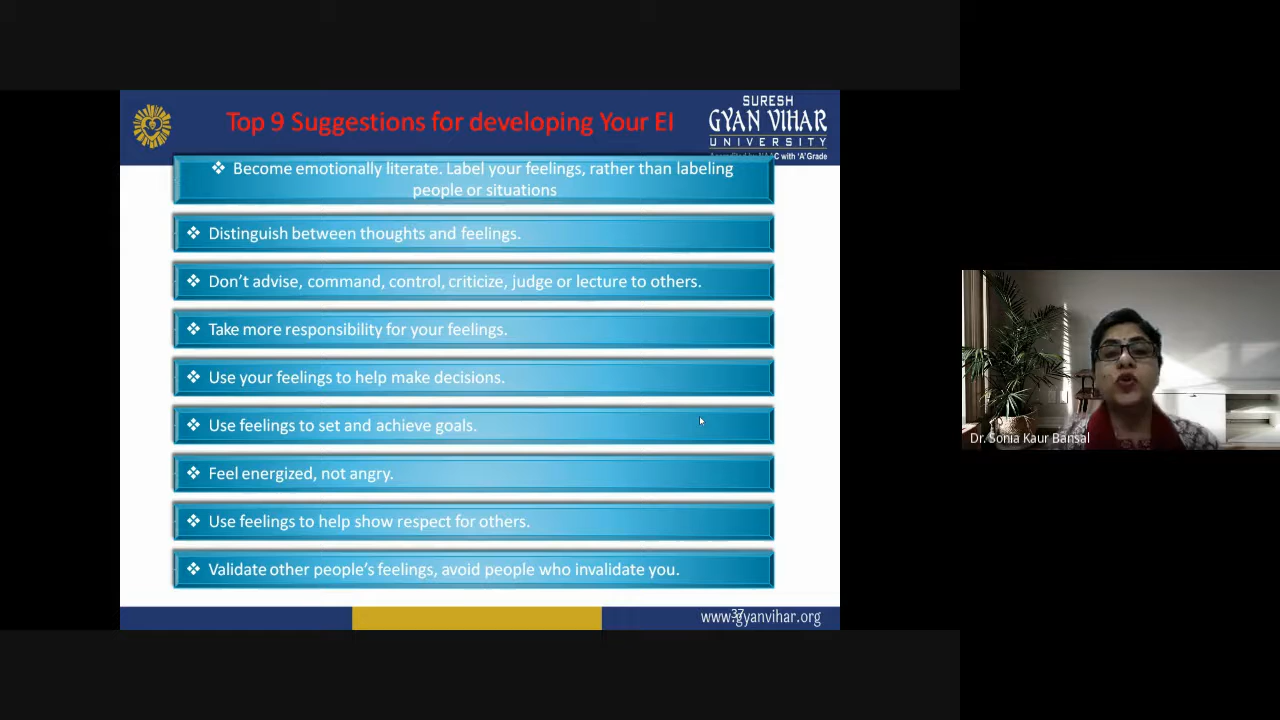 Top 9 Suggestions for developing Your EI
SURESH
GYAN VIHAR
UNIVERSITY
C with 'A' Grade
❖ Become emotionally literate. Label your feelings, rather than labeling
people or situations
❖ Distinguish between thoughts and feelings.
❖ Don't advise, command, control, criticize, judge or lecture to others.
❖ Take more responsibility for your feelings.
❖ Use your feelings to help make decisions.
❖ Use feelings to set and achieve goals.
❖ Feel energized, not angry.
❖ Use feelings to help show respect for others.
❖ Validate other people's feelings, avoid people who invalidate you.
37
www.gyanvihar.org
Dr. Sonia Kaur Bansal